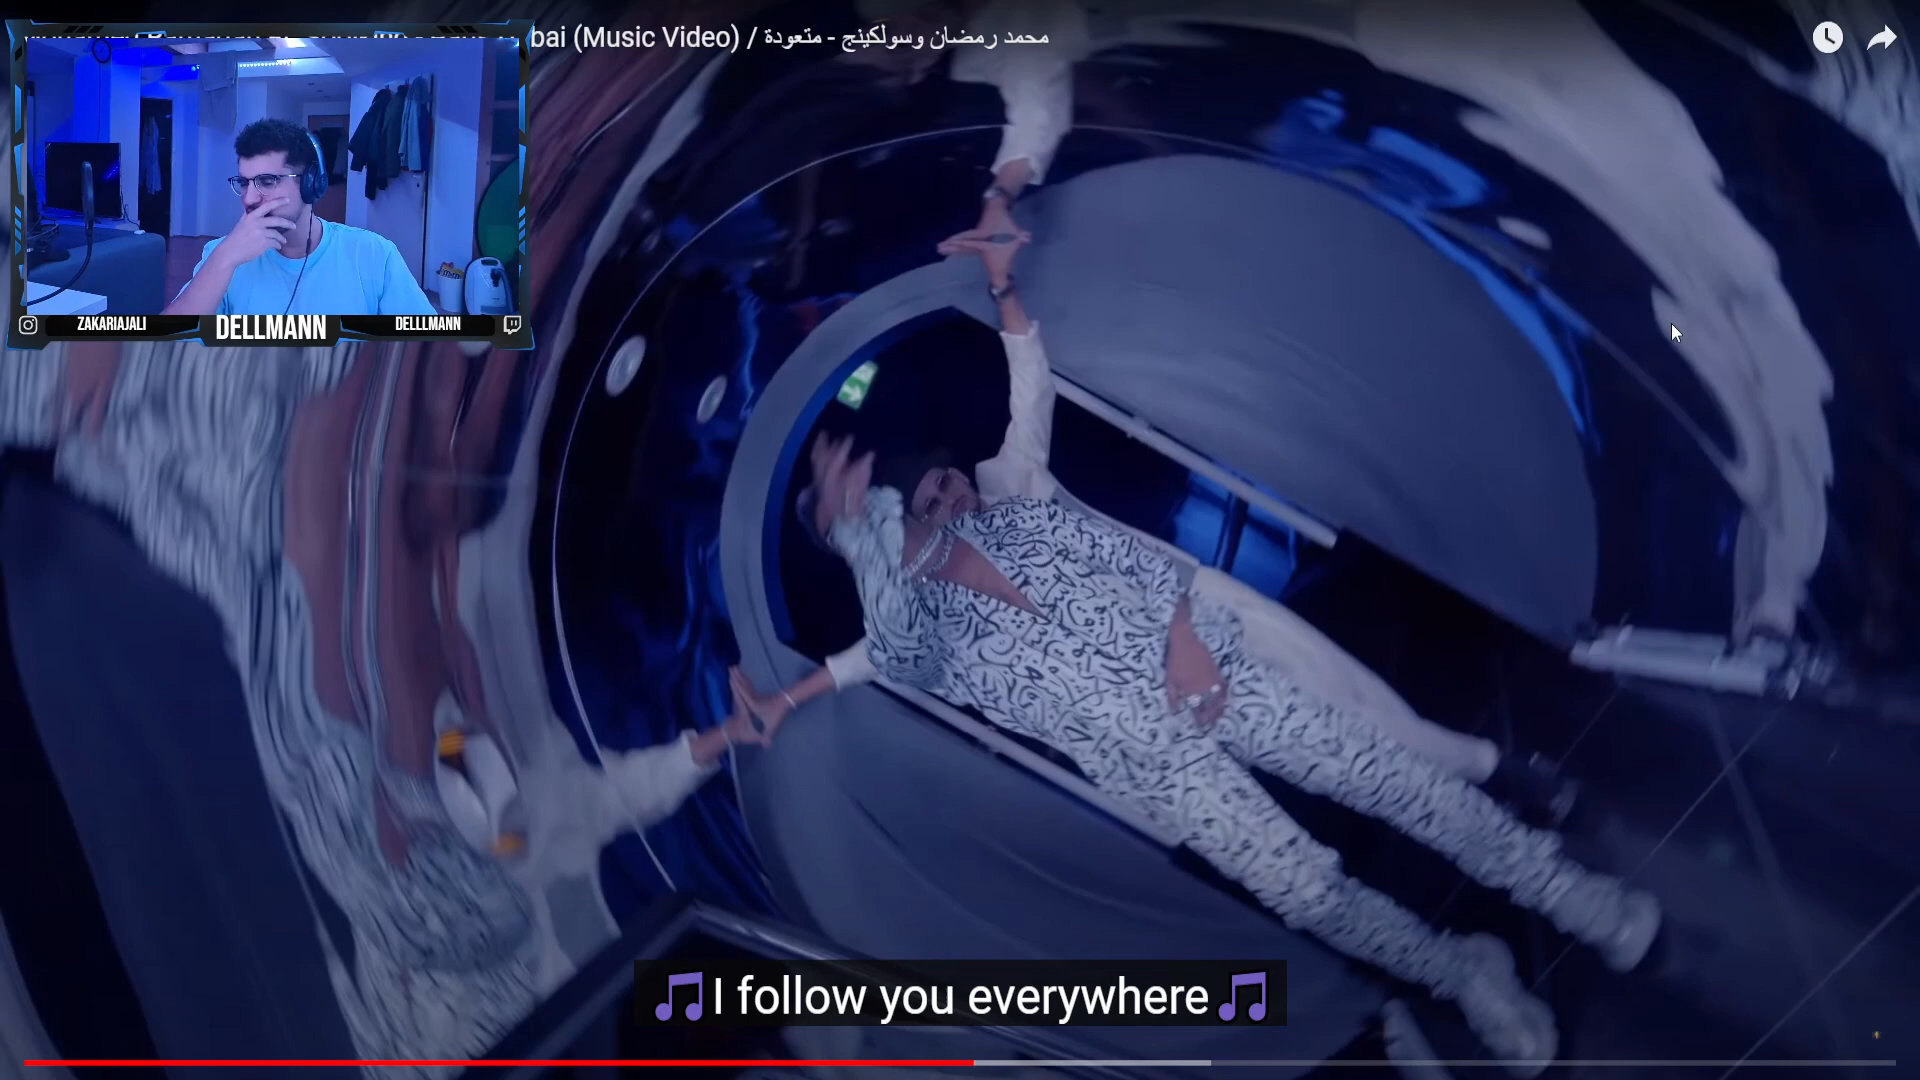 bai (Music Video) / محمد رمضان وسولكينج - متعودة
ZAKARIAJALI
DELLMANN
DELLLMANN
🎵I follow you everywhere🎵